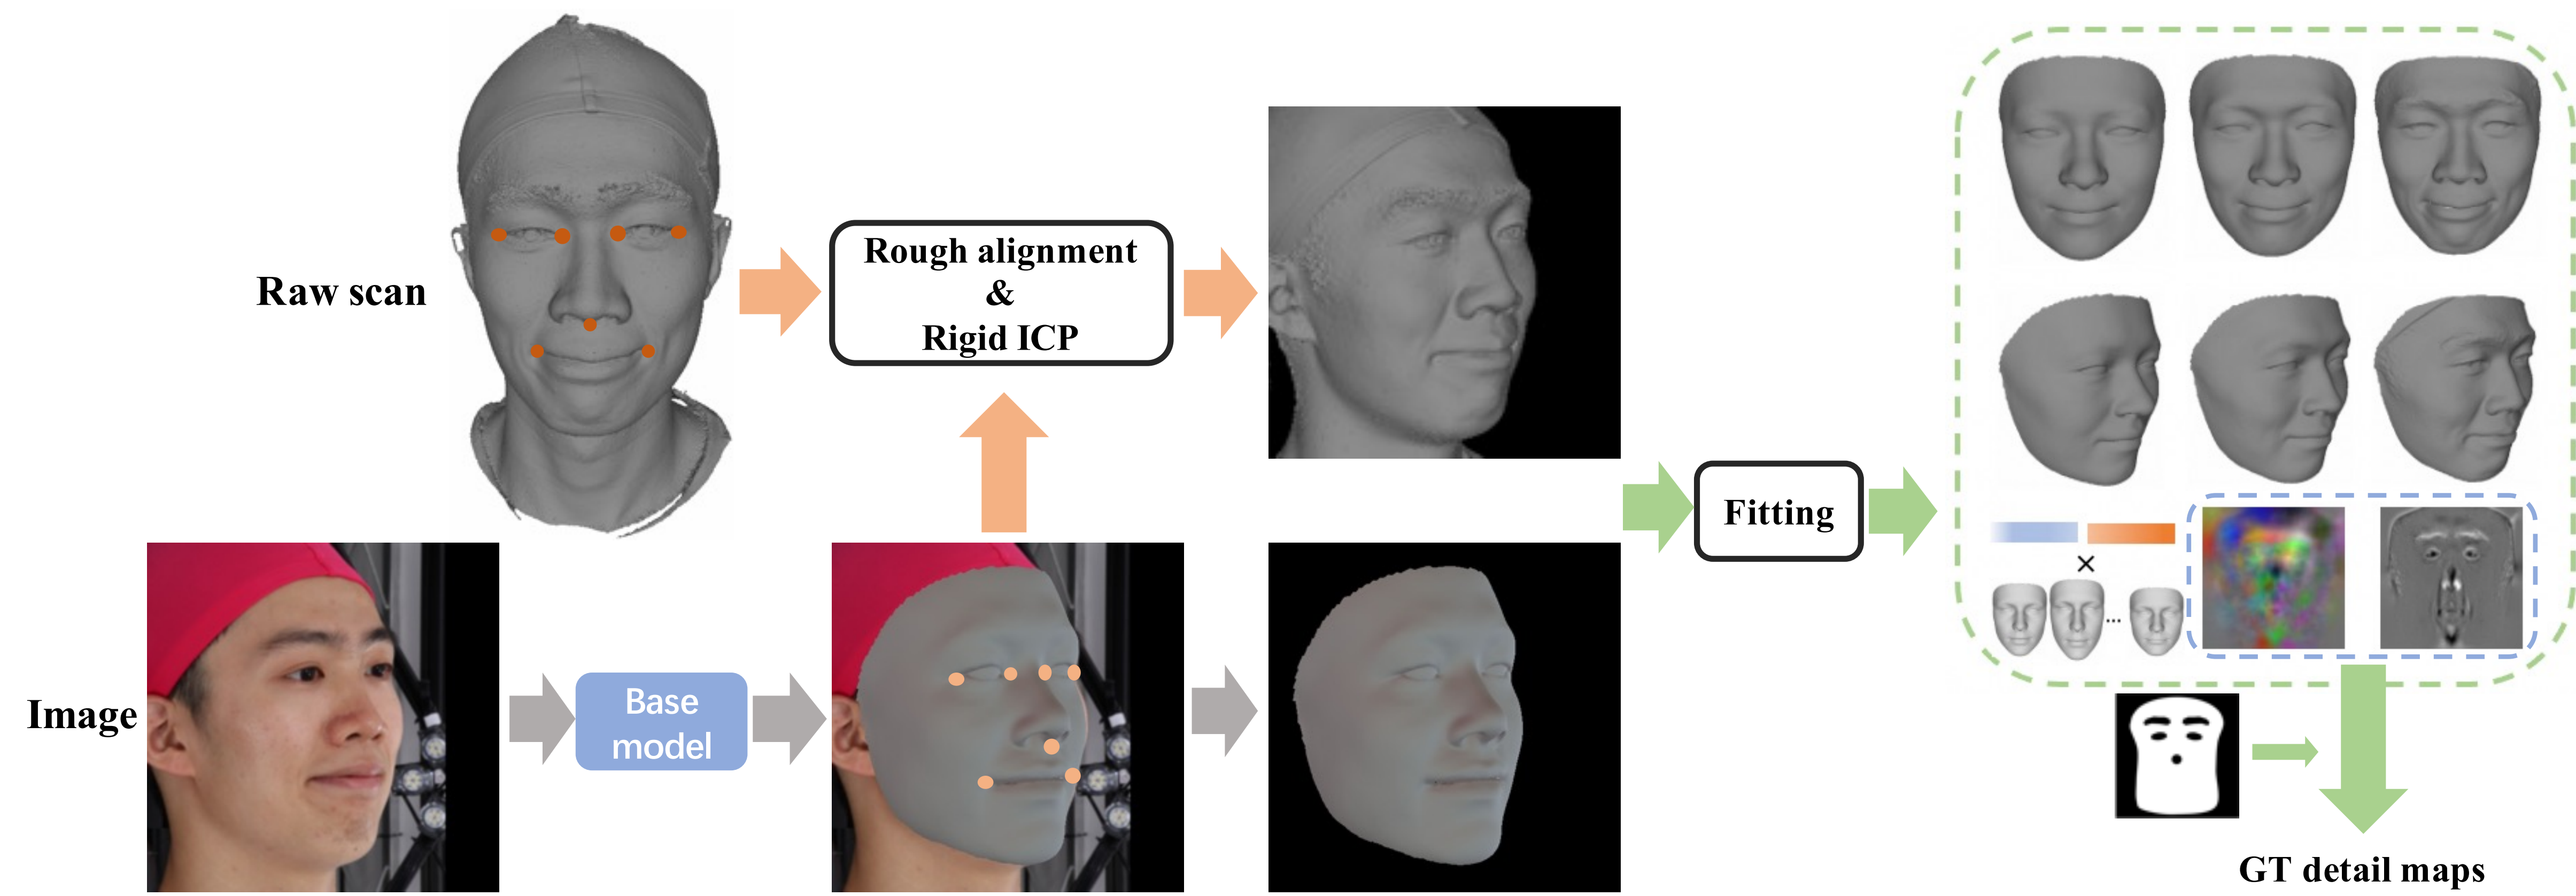 Raw scan
Rough alignment
&
Rigid ICP
Fitting
×
...
Image
Base
model
GT detail maps